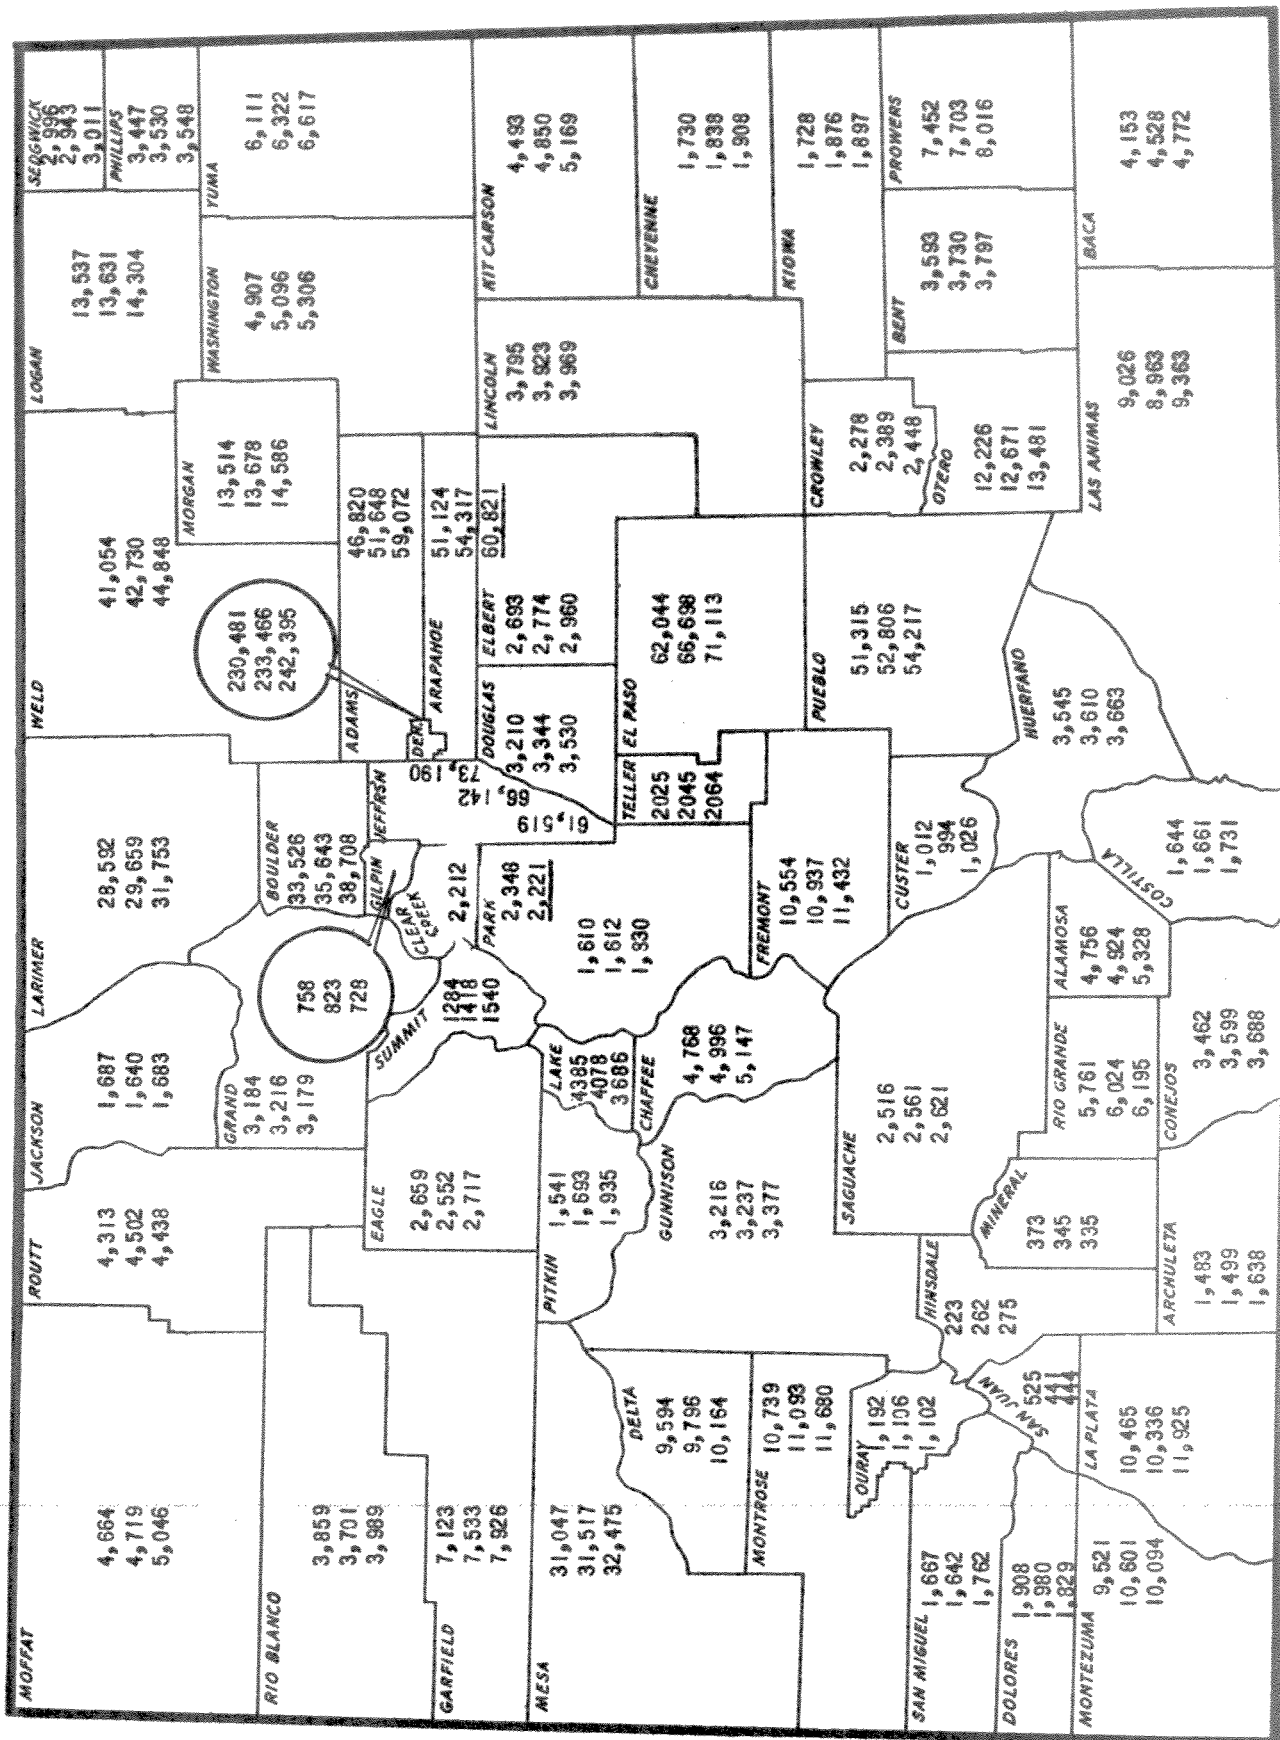 MOFFAT
4,664
4,719
5,046
ROUTT
4,313
4,502
4,438
JACKSON
1,687
1,640
1,683
LARIMER
28,592
29,659
31,753
WELD
41,054
42,730
44,848
LOGAN
13,537
13,631
14,304
SEDGWICK
2,996
2,943
3,011
PHILLIPS
3,447
3,530
3,548
MORGAN
13,514
13,678
14,586
WASHINGTON
4,907
5,096
5,306
YUMA
6,111
6,322
6,617
RIO BLANCO
3,859
3,701
3,989
GRAND
3,184
3,216
3,179
758
823
728
BOULDER
33,526
35,643
38,708
230,481
233,466
242,395
GILPIN
JEFFRSN
61,519
66,142
73,190
ADAMS
46,820
51,648
59,072
DEN.
ARAPAHOE
51,124
54,317
60,821
GARFIELD
7,123
7,533
7,926
EAGLE
2,659
2,552
2,717
SUMMIT
1284
1418
1540
CLEAR
CREEK
2,212
2,348
2,221
PARK
1,610
1,612
1,930
DOUGLAS
3,210
3,344
3,530
ELBERT
2,693
2,774
2,960
LINCOLN
3,795
3,923
3,969
KIT CARSON
4,493
4,850
5,169
MESA
31,047
31,517
32,475
PITKIN
1,541
1,693
1,935
LAKE
4385
4078
3686
DELTA
9,594
9,796
10,164
GUNNISON
3,216
3,237
3,377
CHAFFEE
4,768
4,996
5,147
TELLER
2025
2045
2064
EL PASO
62,044
66,698
71,113
CHEYENNE
1,730
1,838
1,908
MONTROSE
10,739
11,093
11,680
FREMONT
10,554
10,937
11,432
KIOWA
1,728
1,876
1,897
SAGUACHE
2,516
2,561
2,621
PUEBLO
51,315
52,806
54,217
CROWLEY
2,278
2,389
2,448
OURAY
1,192
1,106
1,102
CUSTER
1,012
994
1,026
OTERO
12,226
12,671
13,481
BENT
3,593
3,730
3,797
PROWERS
7,452
7,703
8,016
SAN MIGUEL
1,667
1,642
1,762
HINSDALE
223
262
275
MINERAL
373
345
335
SAN JUAN
525
441
444
DOLORES
1,908
1,980
1,829
RIO GRANDE
5,761
6,024
6,195
ALAMOSA
4,756
4,924
5,328
HUERFANO
3,545
3,610
3,663
MONTEZUMA
9,521
10,601
10,094
LA PLATA
10,465
10,336
11,925
ARCHULETA
1,483
1,499
1,638
CONEJOS
3,462
3,599
3,688
COSTILLA
1,644
1,661
1,731
LAS ANIMAS
9,026
8,963
9,363
BACA
4,153
4,528
4,772